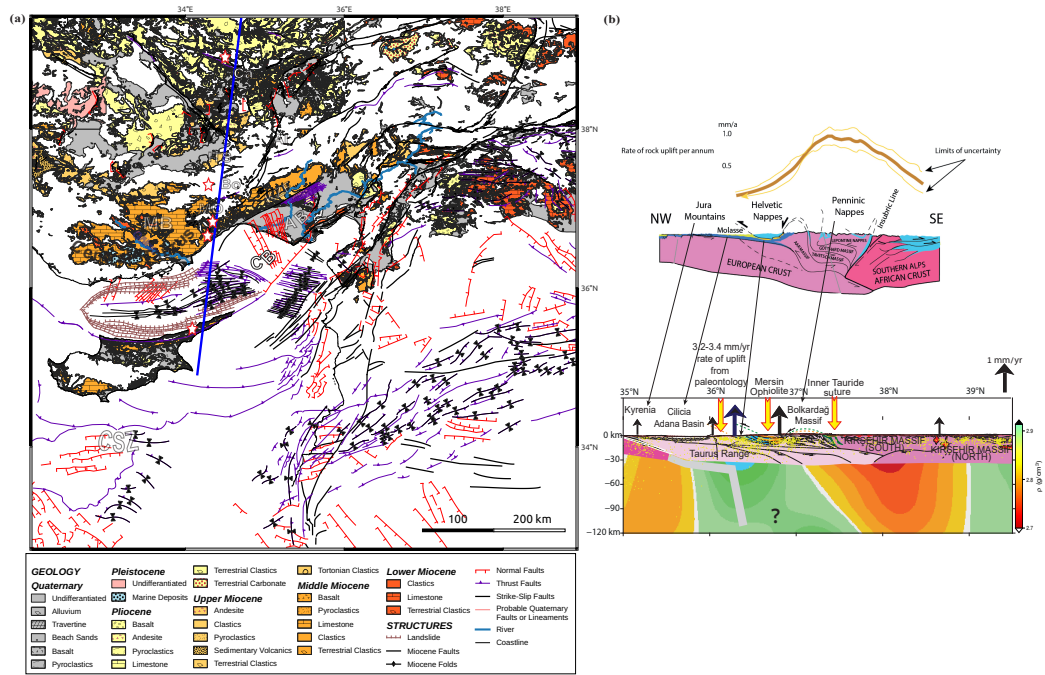 (a)
34°E
36°E
38°E
38°N
36°N
34°N
MB
CB
CSZ
100
200 km
GEOLOGY
Quaternary
Undifferantiated
Alluvium
Travertine
Beach Sands
Basalt
Pyroclastics
Pleistocene
Undifferantiated
Marine Deposits
Pliocene
Basalt
Andesite
Pyroclastics
Limestone
Terrestrial Clastics
Terrestrial Carbonate
Upper Miocene
Andesite
Clastics
Pyroclastics
Sedimentary Volcanics
Terrestrial Clastics
Tortonian Clastics
Middle Miocene
Basalt
Pyroclastics
Limestone
Clastics
Terrestrial Clastics
Lower Miocene
Clastics
Limestone
Terrestrial Clastics
STRUCTURES
Landslide
Miocene Faults
Miocene Folds
Normal Faults
Thrust Faults
Strike-Slip Faults
Probable Quaternary
Faults or Lineaments
River
Coastline
(b)
mm/a
1.0
Rate of rock uplift per annum
0.5
Limits of uncertainty
NW
Jura
Mountains
Molasse
Helvetic
Nappes
Penninic
Nappes
Insubric Line
SE
LEPONTINE NAPPES
EUROPEAN CRUST
SOUTHERN ALPS
AFRICAN CRUST
3.2-3.4 mm/yr
rate of uplift
from
paleontology
1 mm/yr
35°N
36°N
37°N
38°N
39°N
Mersin
Ophiolite
Inner Tauride
suture
Kyrenia
Cilicia
Adana Basin
Bolkardağ
Massif
Taurus Range
KIRŞEHIR MASSIF
(SOUTH)
KIRŞEHIR MASSIF
(NORTH)
0 km
−30
−60
−90
−120 km
?
2.9
2.8
2.7
ρ (g/cm³)